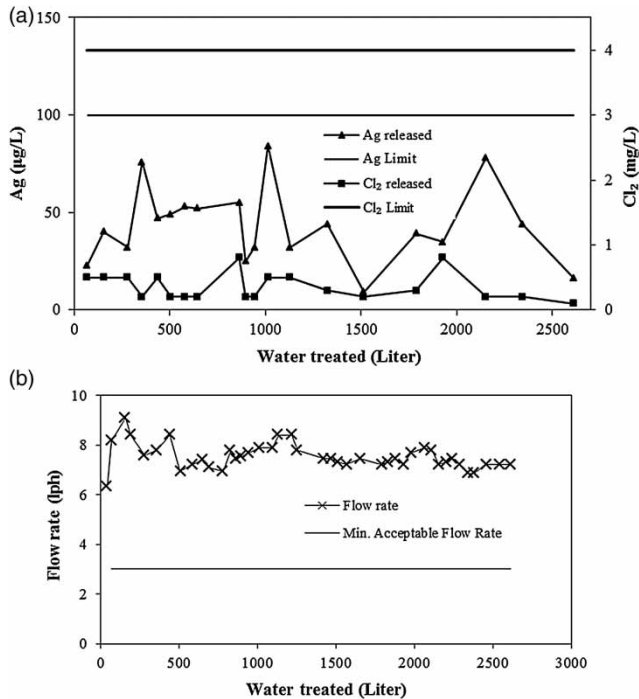 (a)
150
100
50
0
Ag (µg/L)
4
3
2
1
0
Cl₂ (mg/L)
Ag released
Ag Limit
Cl₂ released
Cl₂ Limit
0 500 1000 1500 2000 2500
Water treated (Liter)
(b)
10
8
6
4
2
0
Flow rate (lph)
Flow rate
Min. Acceptable Flow Rate
0 500 1000 1500 2000 2500 3000
Water treated (Liter)